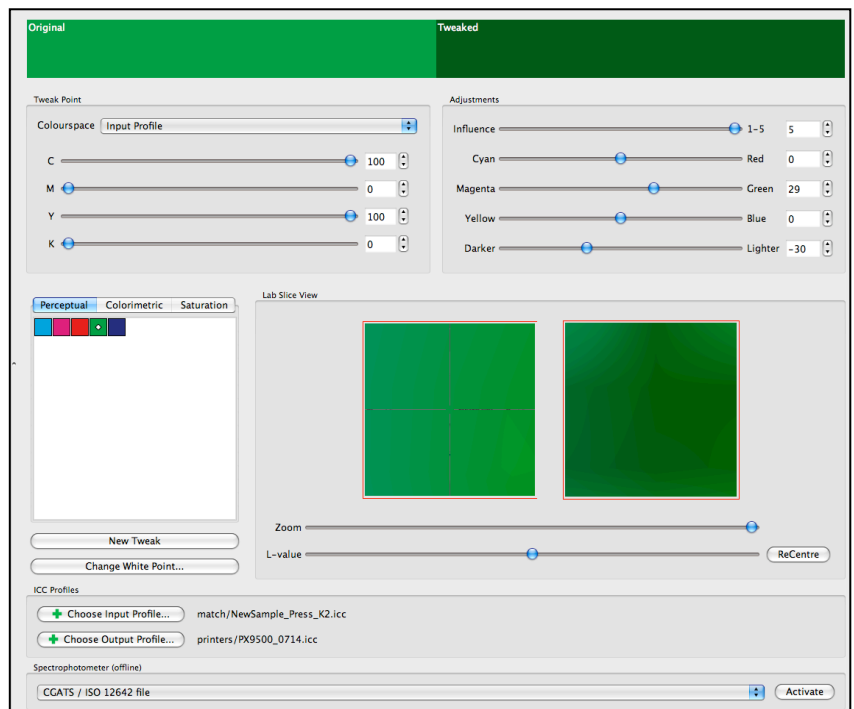 Original Tweaked
Tweak Point
Colourspace Input Profile
C 100
M 0
Y 100
K 0
Adjustments
Influence 1-5 5
Cyan Red 0
Magenta Green 29
Yellow Blue 0
Darker Lighter -30
Perceptual Colorimetric Saturation
New Tweak
Change White Point...
Lab Slice View
Zoom
L-value ReCentre
ICC Profiles
Choose Input Profile... match/NewSample_Press_K2.icc
Choose Output Profile... printers/PX9500_0714.icc
Spectrophotometer (offline)
CGATS / ISO 12642 file Activate